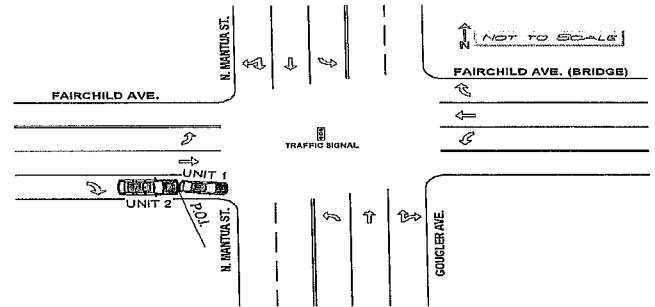 N. MANTUA ST.
N
NOT TO SCALE
FAIRCHILD AVE. (BRIDGE)
FAIRCHILD AVE.
TRAFFIC SIGNAL
UNIT 1
UNIT 2
P.O.I.
N. MANTUA ST.
GOUGLER AVE.